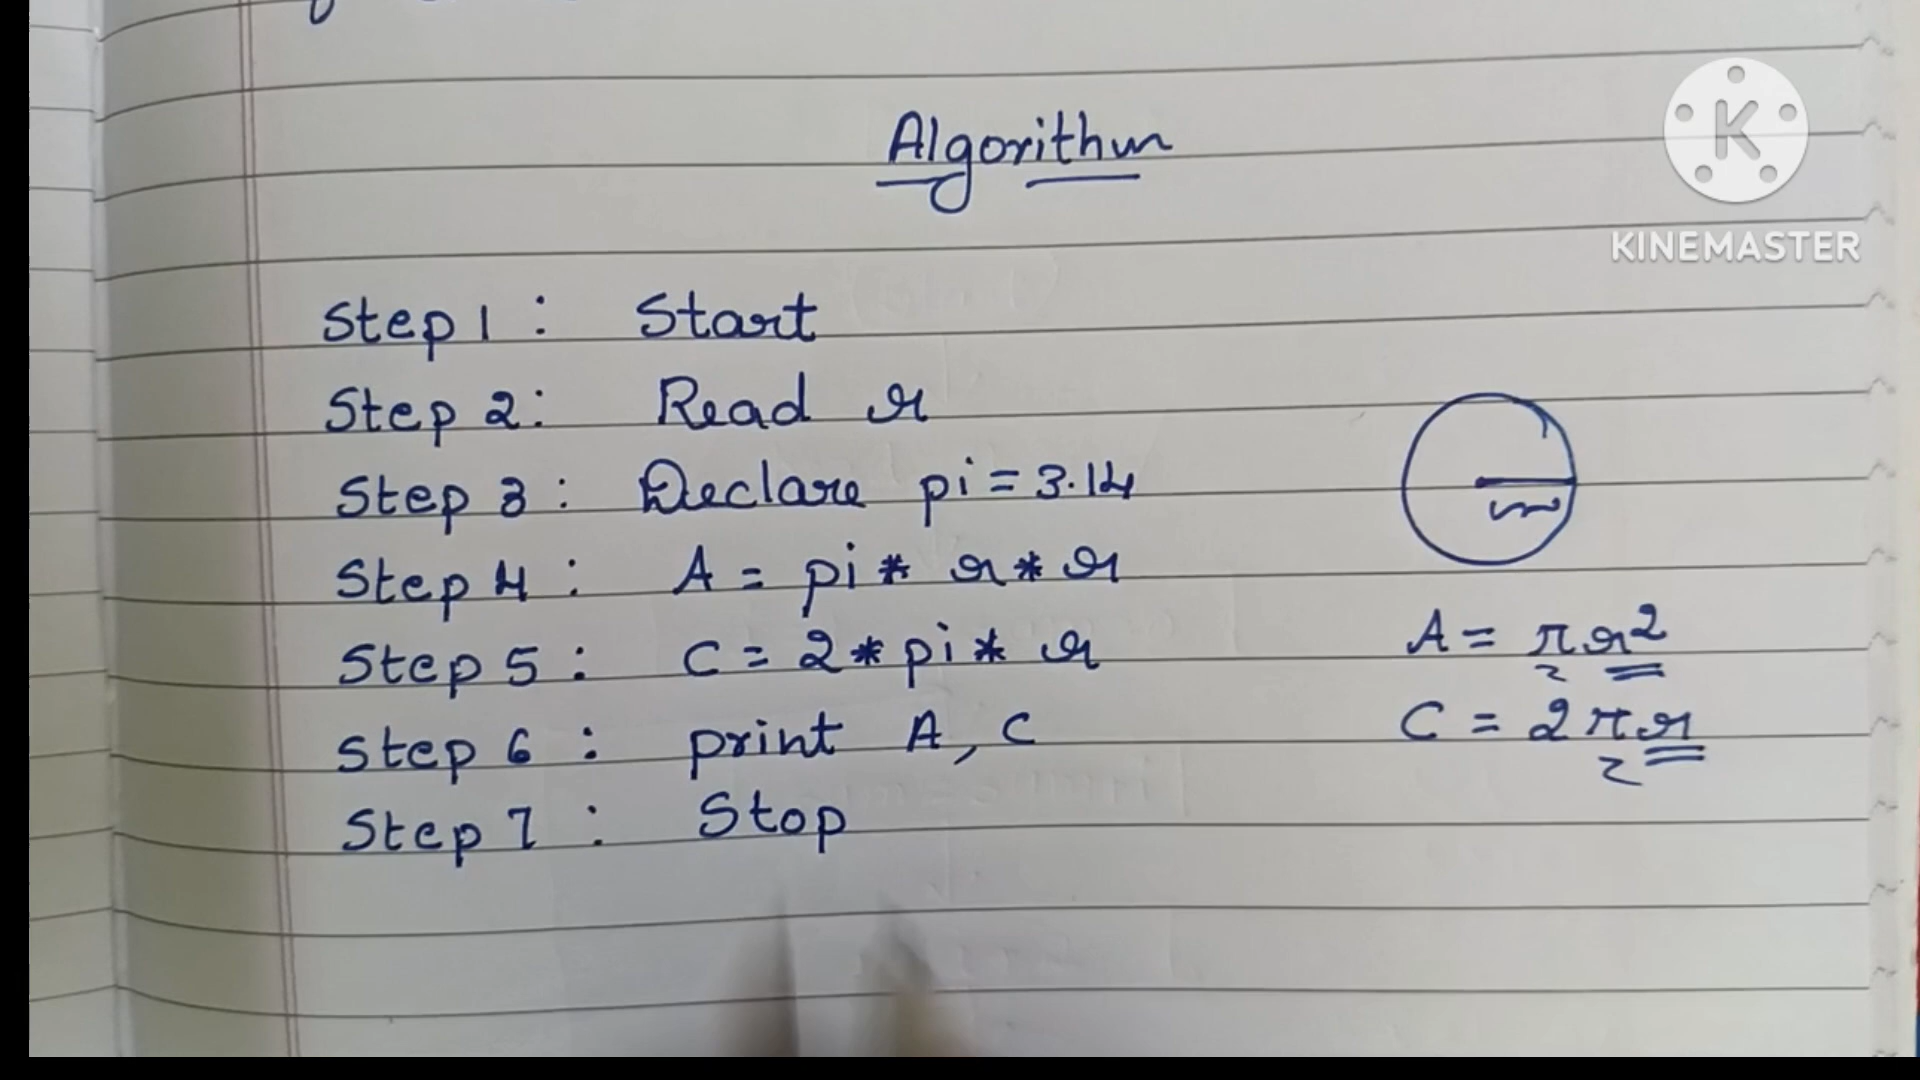 Algorithm
Step 1 : Start
Step 2 : Read r
Step 3 : Declare pi = 3.14
Step 4 : A = pi * r * r
Step 5 : C = 2 * pi * r
Step 6 : print A, C
Step 7 : Stop
A = πr²
C = 2πr
K
KINEMASTER